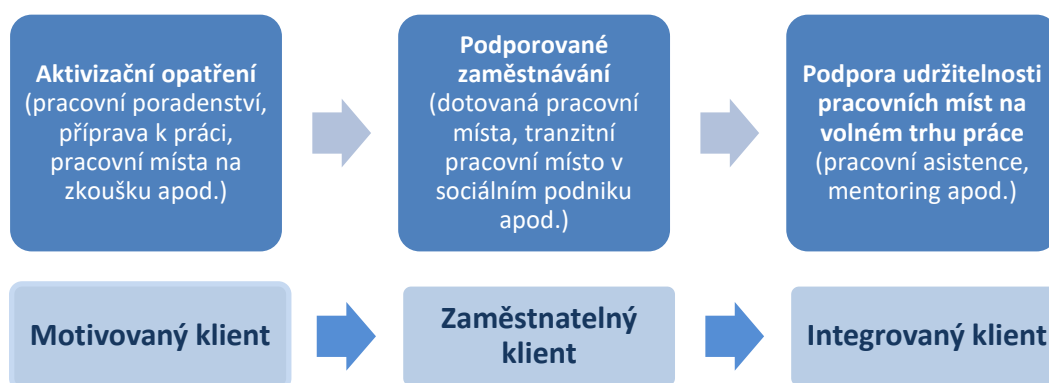 Aktivizační opatření
(pracovní poradenství,
příprava k práci,
pracovní místa na
zkoušku apod.)
Podporované
zaměstnávání
(dotovaná pracovní
místa, tranzitní
pracovní místo v
sociálním podniku
apod.)
Podpora udržitelnosti
pracovních míst na
volném trhu práce
(pracovní asistence,
mentoring apod.)
Motivovaný klient
Zaměstnatelný
klient
Integrovaný klient